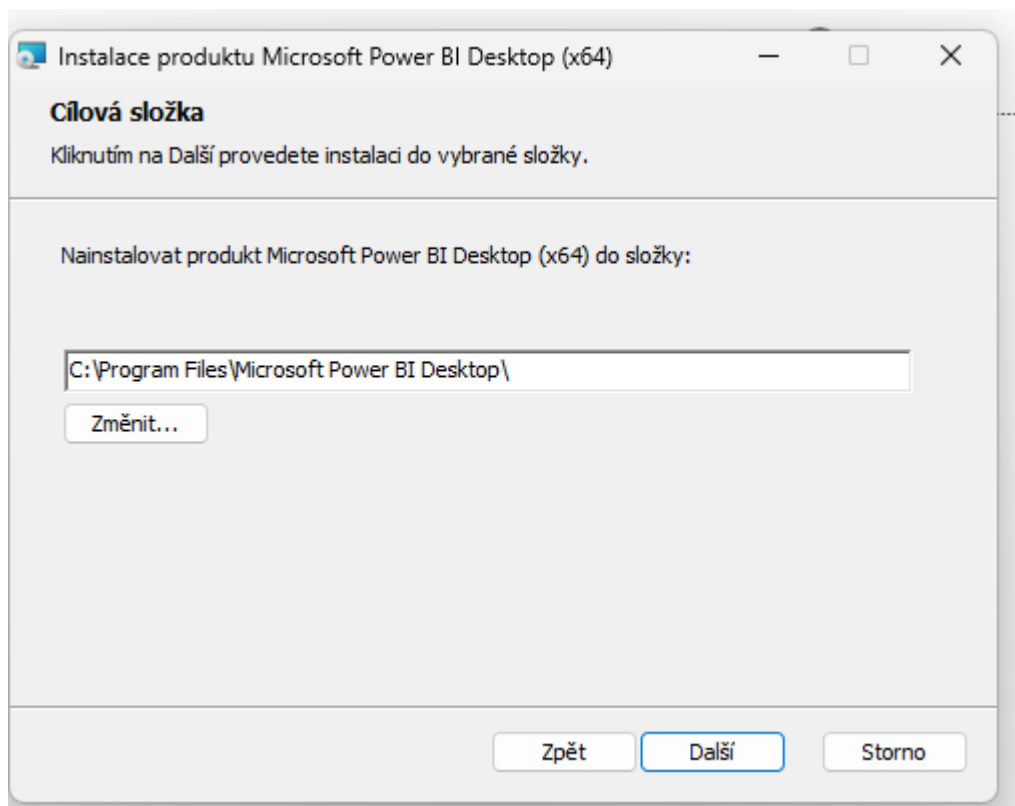 Instalace produktu Microsoft Power BI Desktop (x64)
Cílová složka
Kliknutím na Další provedete instalaci do vybrané složky.
Nainstalovat produkt Microsoft Power BI Desktop (x64) do složky:
C:\Program Files\Microsoft Power BI Desktop\
Změnit...
Zpět Další Storno